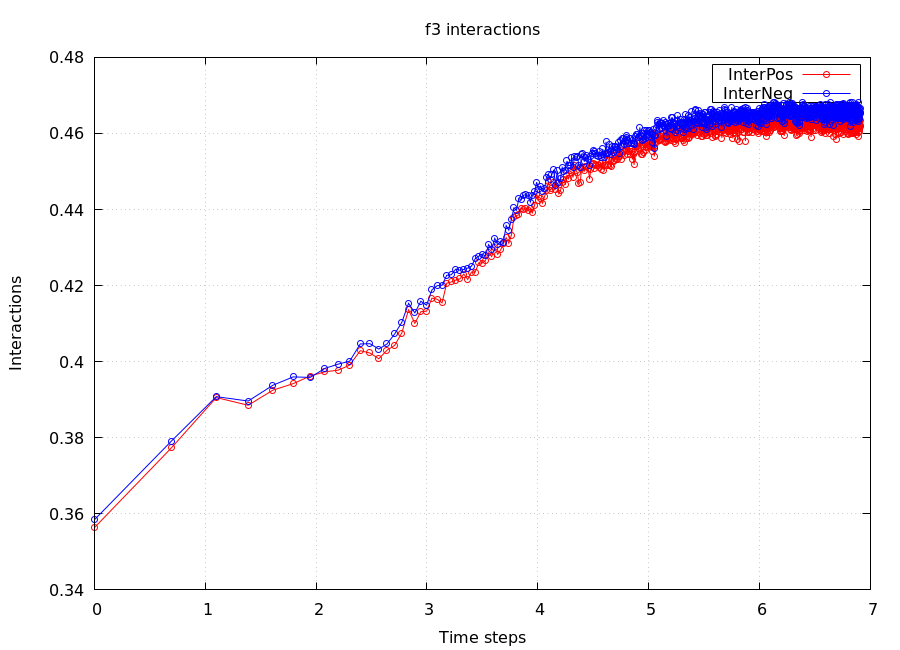 f3 interactions
0.48
0.46
0.44
0.42
0.4
0.38
0.36
0.34
Interactions
InterPos
InterNeg
0 1 2 3 4 5 6 7
Time steps